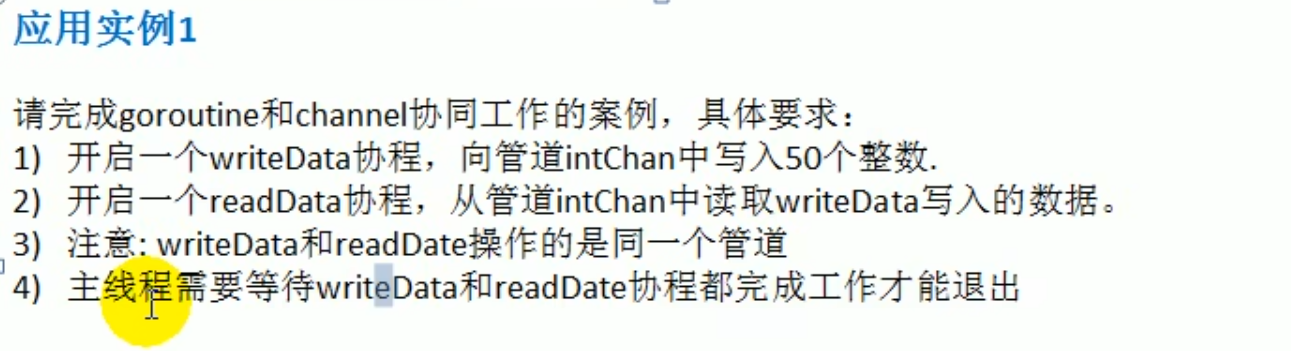 应用实例1
请完成goroutine和channel协同工作的案例，具体要求：
1) 开启一个writeData协程，向管道intChan中写入50个整数.
2) 开启一个readData协程，从管道intChan中读取writeData写入的数据。
3) 注意: writeData和readDate操作的是同一个管道
4) 主线程需要等待writeData和readDate协程都完成工作才能退出